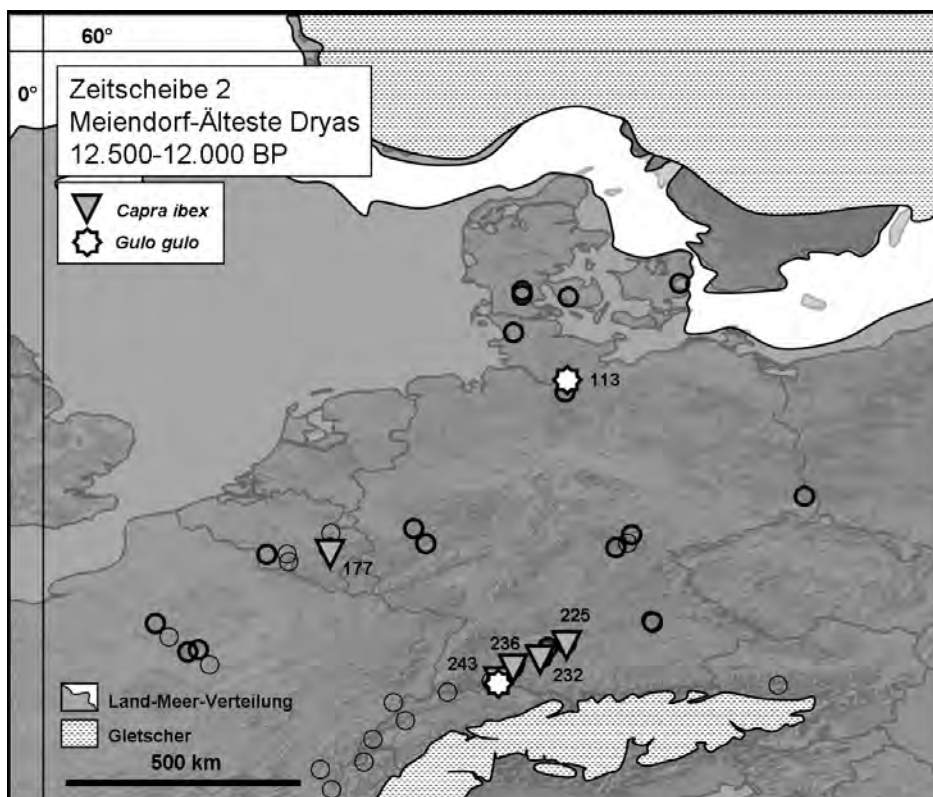 60°
0°
Zeitscheibe 2
Meiendorf-Älteste Dryas
12.500-12.000 BP
Capra ibex
Gulo gulo
113
177
225
236
243
232
Land-Meer-Verteilung
Gletscher
500 km